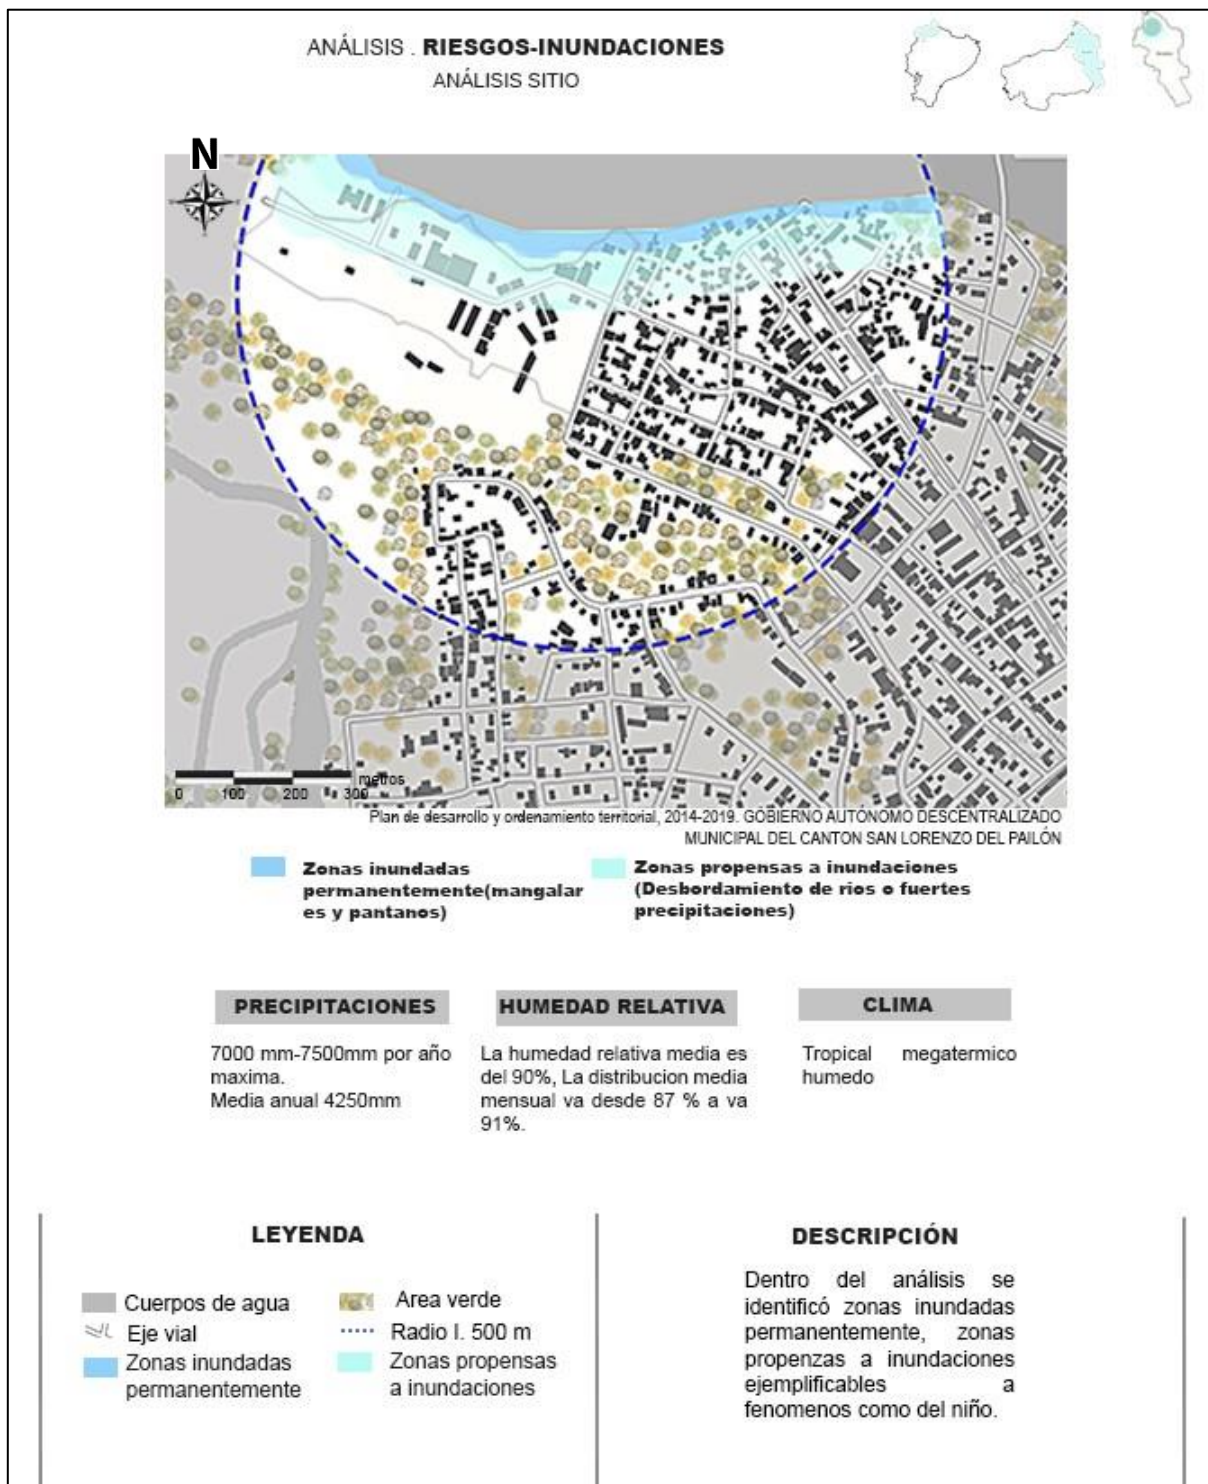 ANÁLISIS . RIESGOS-INUNDACIONES
ANÁLISIS SITIO
N
metros
0 100 200 300
Plan de desarrollo y ordenamiento territorial, 2014-2019. GOBIERNO AUTÓNOMO DESCENTRALIZADO
MUNICIPAL DEL CANTON SAN LORENZO DEL PAILÓN
Zonas inundadas
permanentemente(mangalar
es y pantanos)
Zonas propensas a inundaciones
(Desbordamiento de rios o fuertes
precipitaciones)
PRECIPITACIONES
7000 mm-7500mm por año
maxima.
Media anual 4250mm
HUMEDAD RELATIVA
La humedad relativa media es
del 90%, La distribucion media
mensual va desde 87 % a va
91%.
CLIMA
Tropical megatermico
humedo
LEYENDA
Cuerpos de agua
Eje vial
Zonas inundadas
permanentemente
Area verde
Radio I. 500 m
Zonas propensas
a inundaciones
DESCRIPCIÓN
Dentro del análisis se
identificó zonas inundadas
permanentemente, zonas
propenzas a inundaciones
ejemplificables a
fenomenos como del niño.